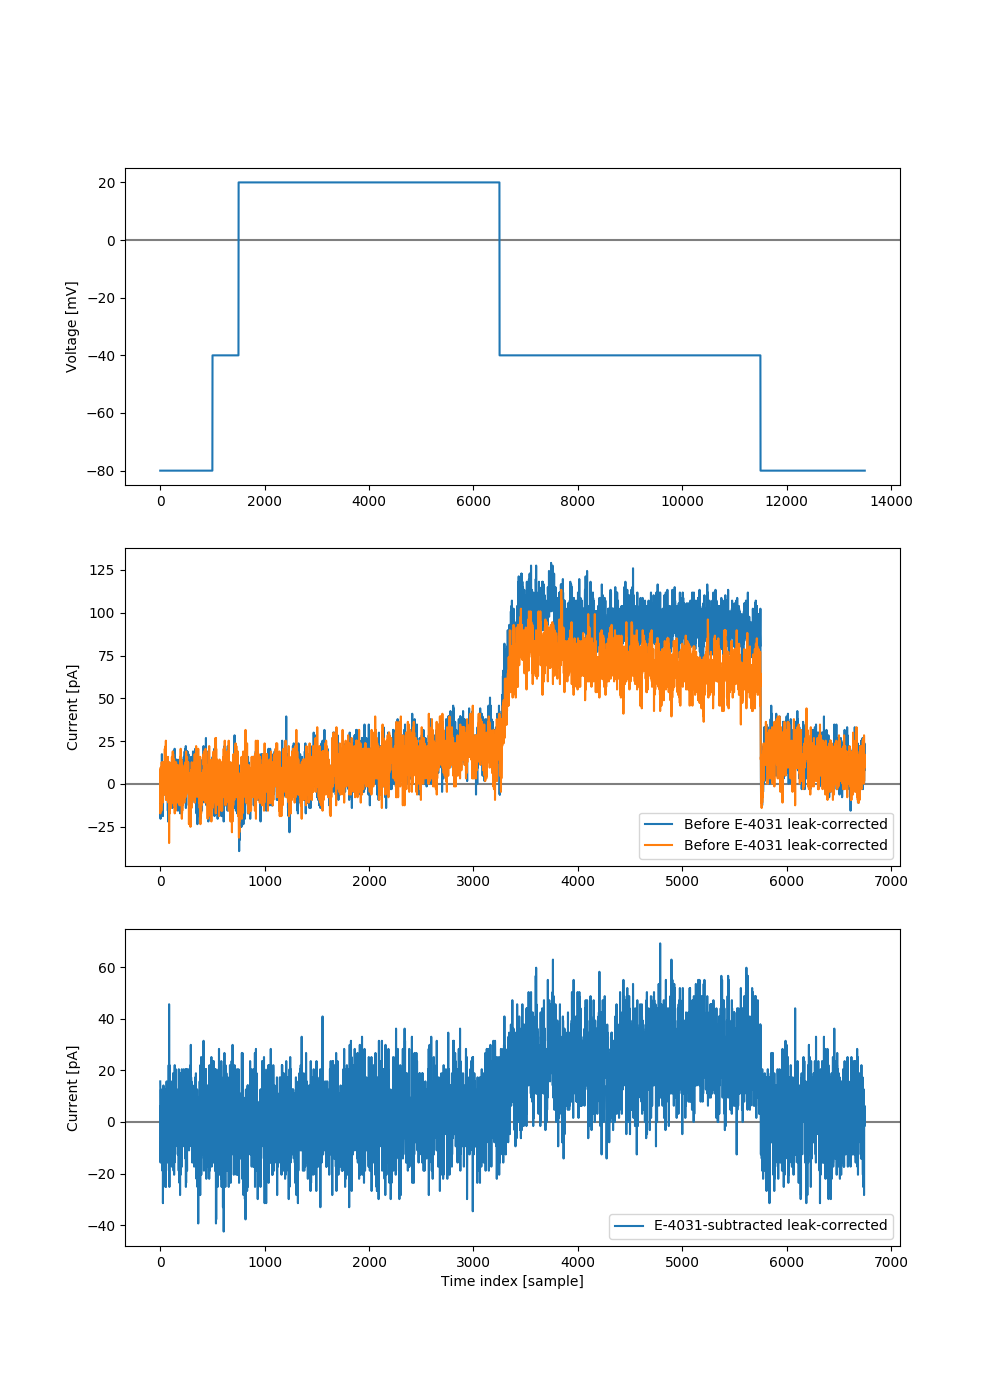 20
0
−20
−40
−60
−80
Voltage [mV]
0 2000 4000 6000 8000 10000 12000 14000
125
100
75
50
25
0
−25
Current [pA]
Before E-4031 leak-corrected
Before E-4031 leak-corrected
0 1000 2000 3000 4000 5000 6000 7000
60
40
20
0
−20
−40
Current [pA]
E-4031-subtracted leak-corrected
0 1000 2000 3000 4000 5000 6000 7000
Time index [sample]